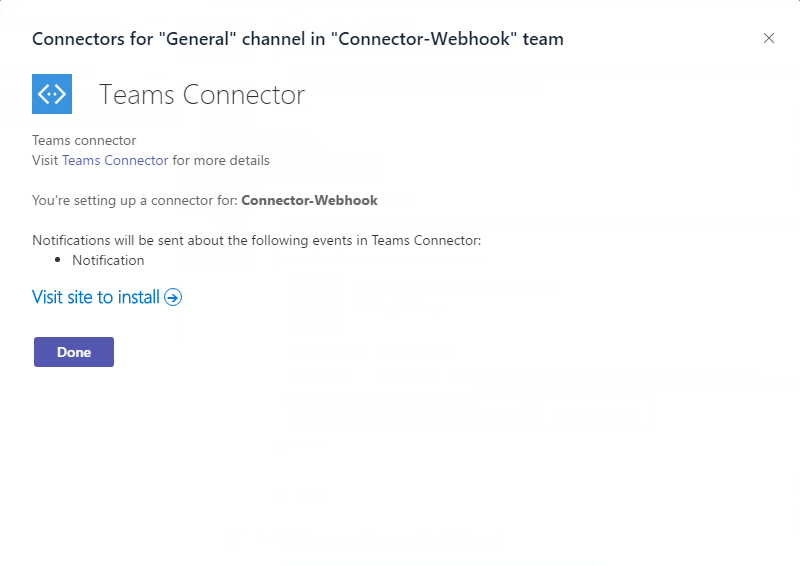 Connectors for "General" channel in "Connector-Webhook" team
Teams Connector
Teams connector
Visit Teams Connector for more details
You're setting up a connector for: Connector-Webhook
Notifications will be sent about the following events in Teams Connector:
Notification
Visit site to install
Done